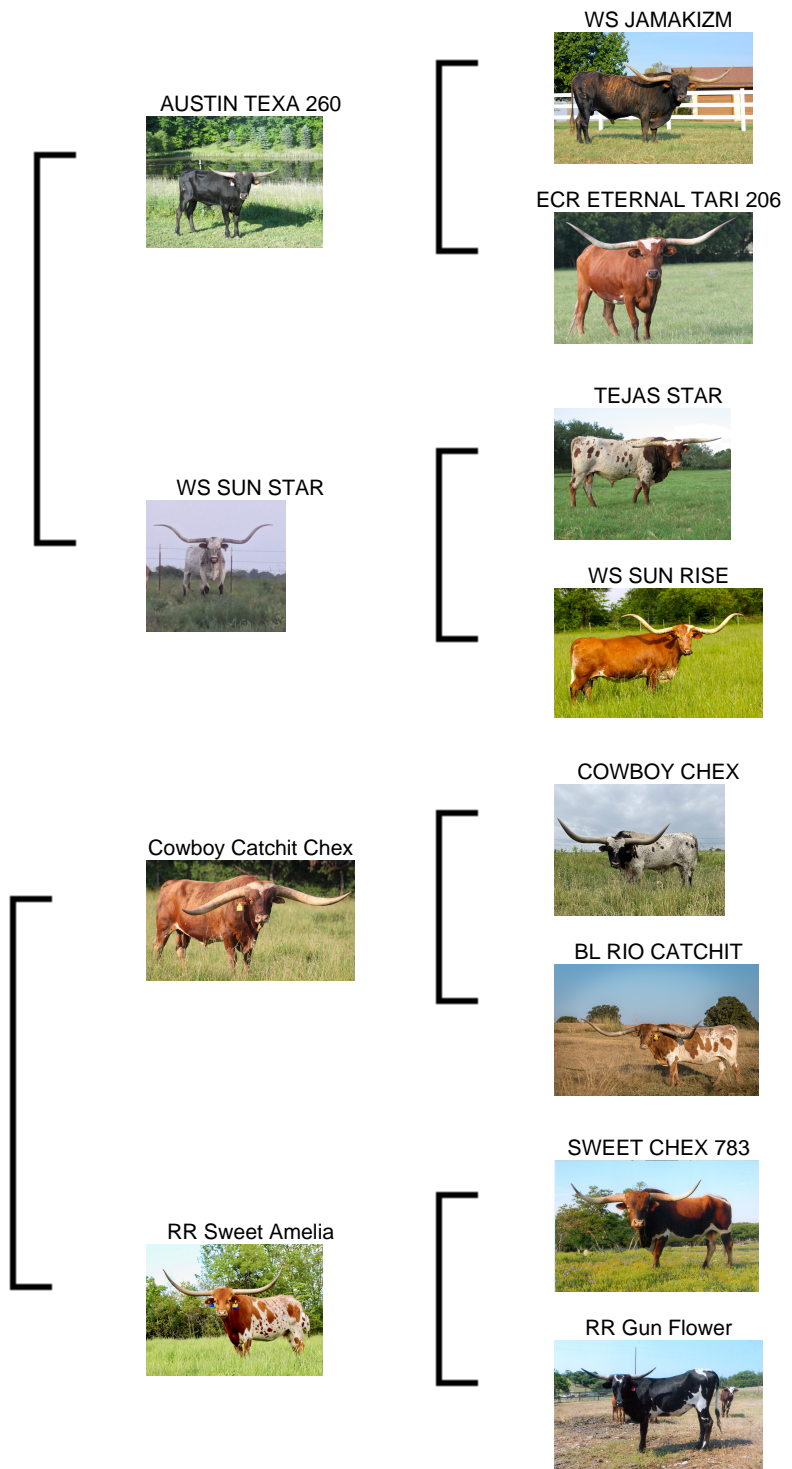 WS JAMAKIZM
AUSTIN TEXA 260
ECR ETERNAL TARI 206
TEJAS STAR
WS SUN STAR
WS SUN RISE
COWBOY CHEX
Cowboy Catchit Chex
BL RIO CATCHIT
SWEET CHEX 783
RR Sweet Amelia
RR Gun Flower